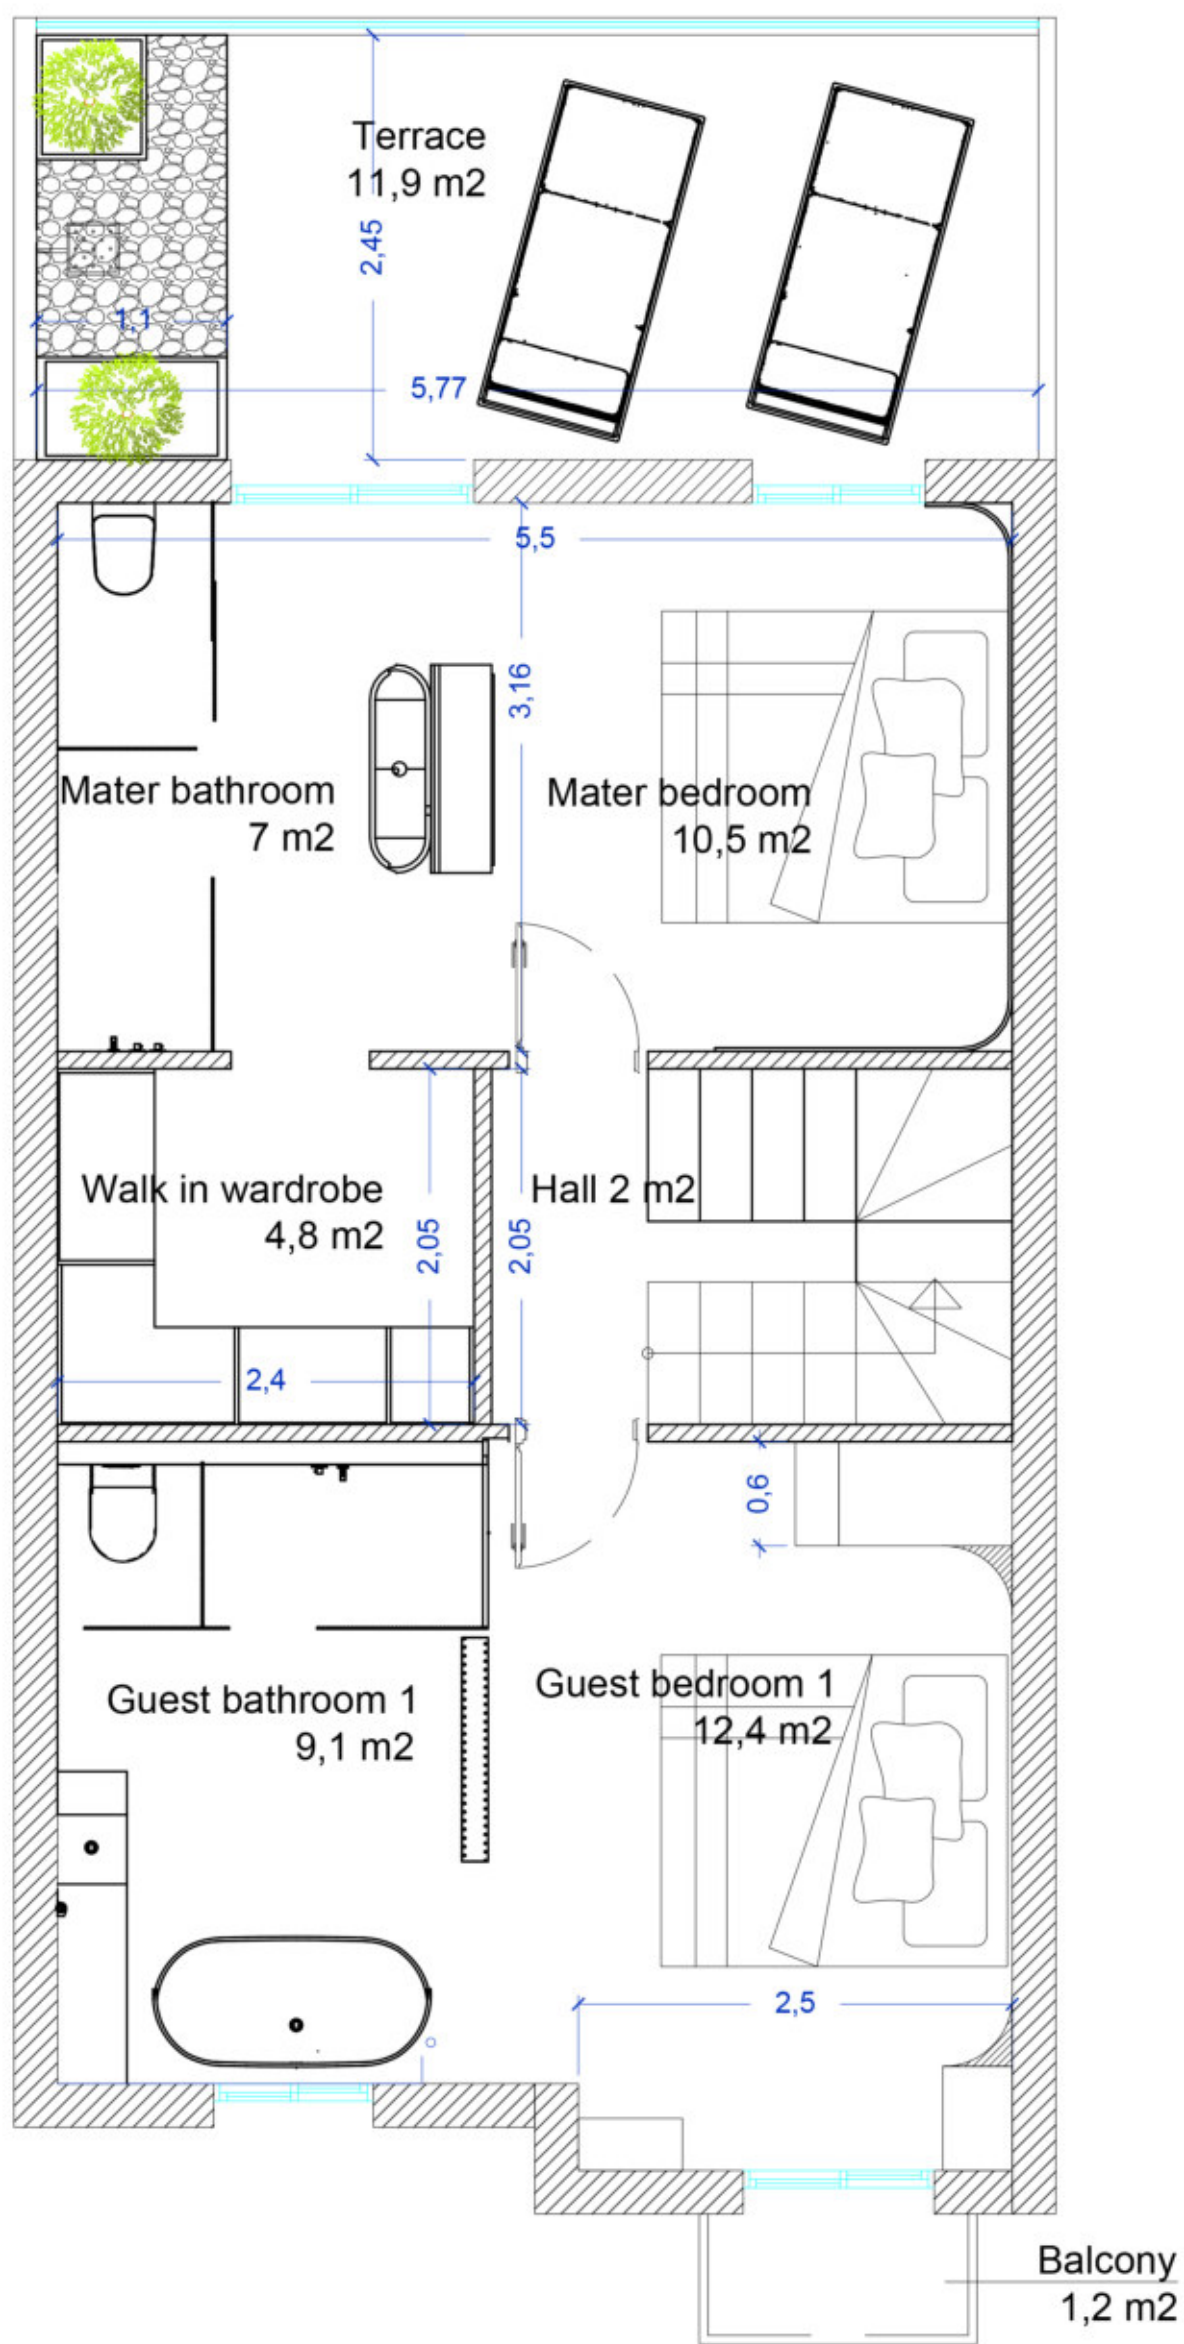 Terrace
11,9 m2
2,45
1,1
5,77
5,5
3,16
Mater bathroom
7 m2
Mater bedroom
10,5 m2
Walk in wardrobe
4,8 m2
2,05
2,05
Hall 2 m2
2,4
0,6
Guest bathroom 1
9,1 m2
Guest bedroom 1
12,4 m2
2,5
Balcony
1,2 m2